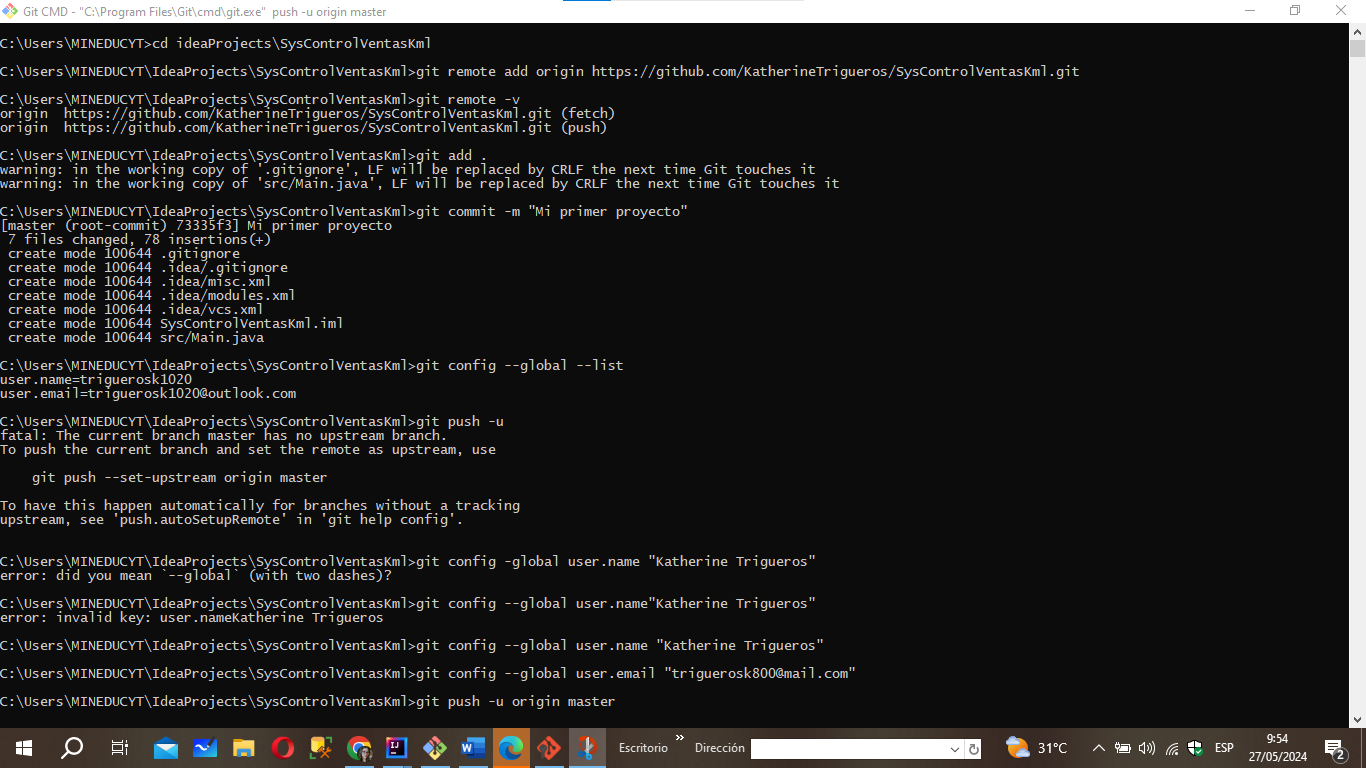 Git CMD - "C:\Program Files\Git\cmd\git.exe" push -u origin master
C:\Users\MINEDUCYT>cd ideaProjects\SysControlVentasKml
C:\Users\MINEDUCYT\IdeaProjects\SysControlVentasKml>git remote add origin https://github.com/KatherineTrigueros/SysControlVentasKml.git
C:\Users\MINEDUCYT\IdeaProjects\SysControlVentasKml>git remote -v
origin  https://github.com/KatherineTrigueros/SysControlVentasKml.git (fetch)
origin  https://github.com/KatherineTrigueros/SysControlVentasKml.git (push)
C:\Users\MINEDUCYT\IdeaProjects\SysControlVentasKml>git add .
warning: in the working copy of '.gitignore', LF will be replaced by CRLF the next time Git touches it
warning: in the working copy of 'src/Main.java', LF will be replaced by CRLF the next time Git touches it
C:\Users\MINEDUCYT\IdeaProjects\SysControlVentasKml>git commit -m "Mi primer proyecto"
[master (root-commit) 73335f3] Mi primer proyecto
 7 files changed, 78 insertions(+)
 create mode 100644 .gitignore
 create mode 100644 .idea/.gitignore
 create mode 100644 .idea/misc.xml
 create mode 100644 .idea/modules.xml
 create mode 100644 .idea/vcs.xml
 create mode 100644 SysControlVentasKml.iml
 create mode 100644 src/Main.java
C:\Users\MINEDUCYT\IdeaProjects\SysControlVentasKml>git config --global --list
user.name=triguerosk1020
user.email=triguerosk1020@outlook.com
C:\Users\MINEDUCYT\IdeaProjects\SysControlVentasKml>git push -u
fatal: The current branch master has no upstream branch.
To push the current branch and set the remote as upstream, use
    git push --set-upstream origin master
To have this happen automatically for branches without a tracking
upstream, see 'push.autoSetupRemote' in 'git help config'.
C:\Users\MINEDUCYT\IdeaProjects\SysControlVentasKml>git config -global user.name "Katherine Trigueros"
error: did you mean `--global` (with two dashes)?
C:\Users\MINEDUCYT\IdeaProjects\SysControlVentasKml>git config --global user.name"Katherine Trigueros"
error: invalid key: user.nameKatherine Trigueros
C:\Users\MINEDUCYT\IdeaProjects\SysControlVentasKml>git config --global user.name "Katherine Trigueros"
C:\Users\MINEDUCYT\IdeaProjects\SysControlVentasKml>git config --global user.email "triguerosk800@mail.com"
C:\Users\MINEDUCYT\IdeaProjects\SysControlVentasKml>git push -u origin master
Escritorio » Dirección 31°C ESP 9:54
27/05/2024
2